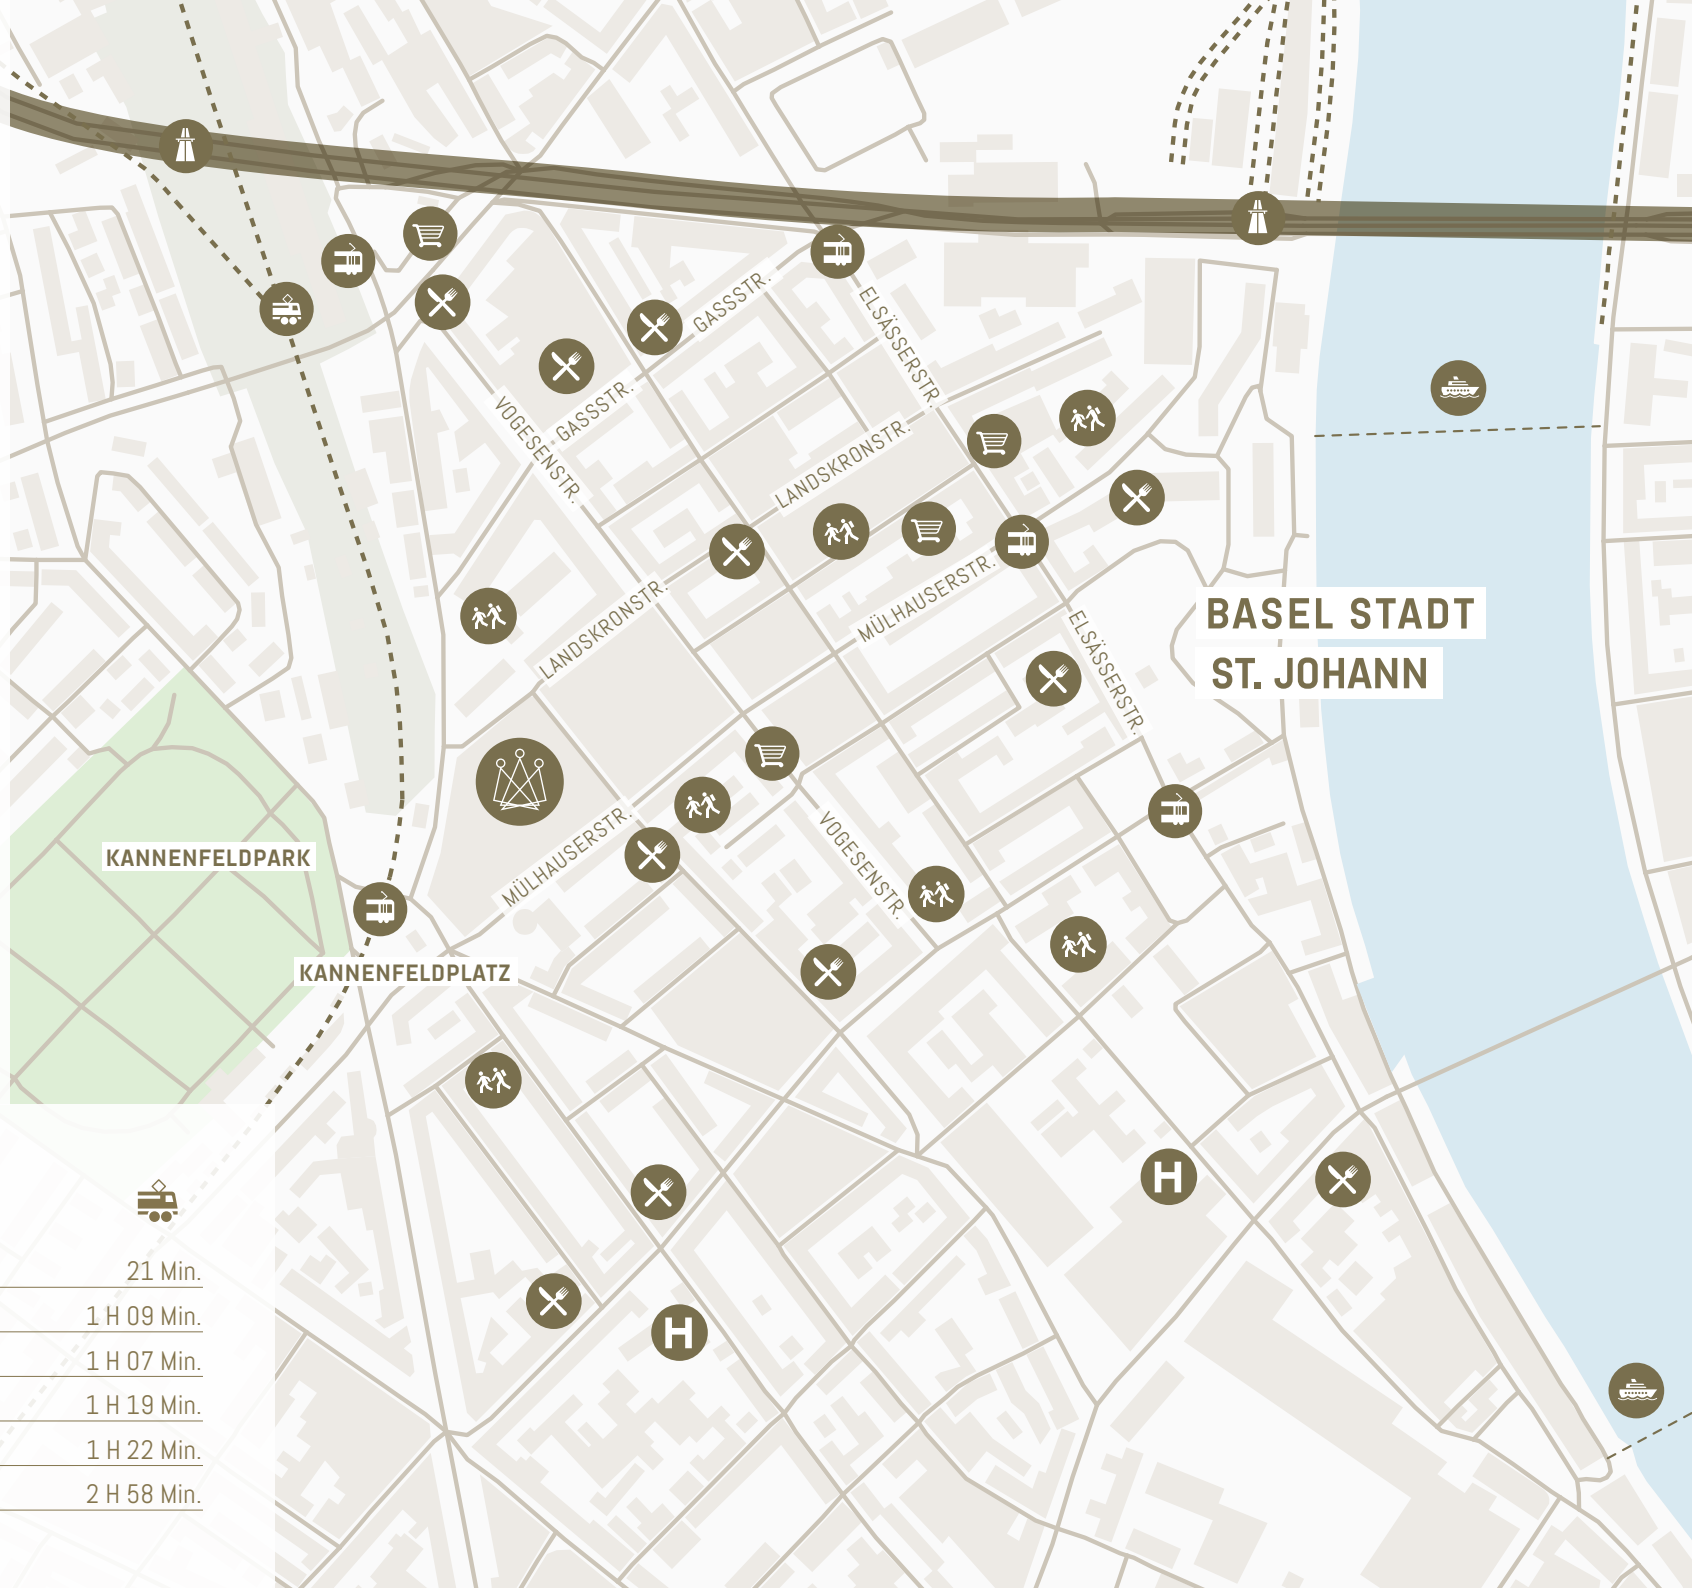 GASSSTR.
ELSÄSSERSTR.
GASSSTR.
VOGESENSTR.
LANDSKRONSTR.
MÜLHAUSERSTR.
LANDSKRONSTR.
ELSÄSSERSTR.
BASEL STADT
ST. JOHANN
MÜLHAUSERSTR.
VOGESENSTR.
KANNENFELDPARK
KANNENFELDPLATZ
H
H
21 Min.
1 H 09 Min.
1 H 07 Min.
1 H 19 Min.
1 H 22 Min.
2 H 58 Min.